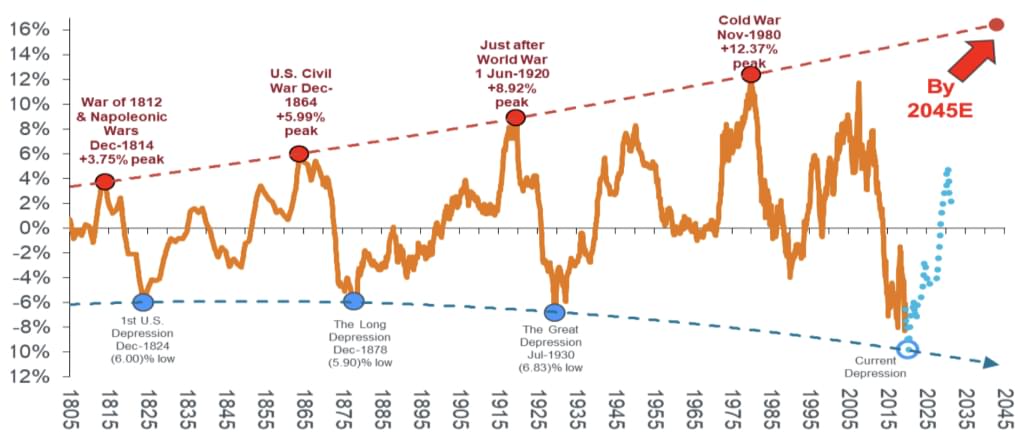 16%
14%
12%
10%
8%
6%
4%
2%
0%
-2%
-4%
-6%
-8%
10%
12%
War of 1812
& Napoleonic
Wars
Dec-1814
+3.75% peak
U.S. Civil
War Dec-
1864
+5.99%
peak
Just after
World War
1 Jun-1920
+8.92%
peak
Cold War
Nov-1980
+12.37%
peak
By
2045E
1st U.S.
Depression
Dec-1824
(6.00)% low
The Long
Depression
Dec-1878
(5.90)% low
The Great
Depression
Jul-1930
(6.83)% low
Current
Depression
1805
1815
1825
1835
1845
1855
1865
1875
1885
1895
1905
1915
1925
1935
1945
1955
1965
1975
1985
1995
2005
2015
2025
2035
2045